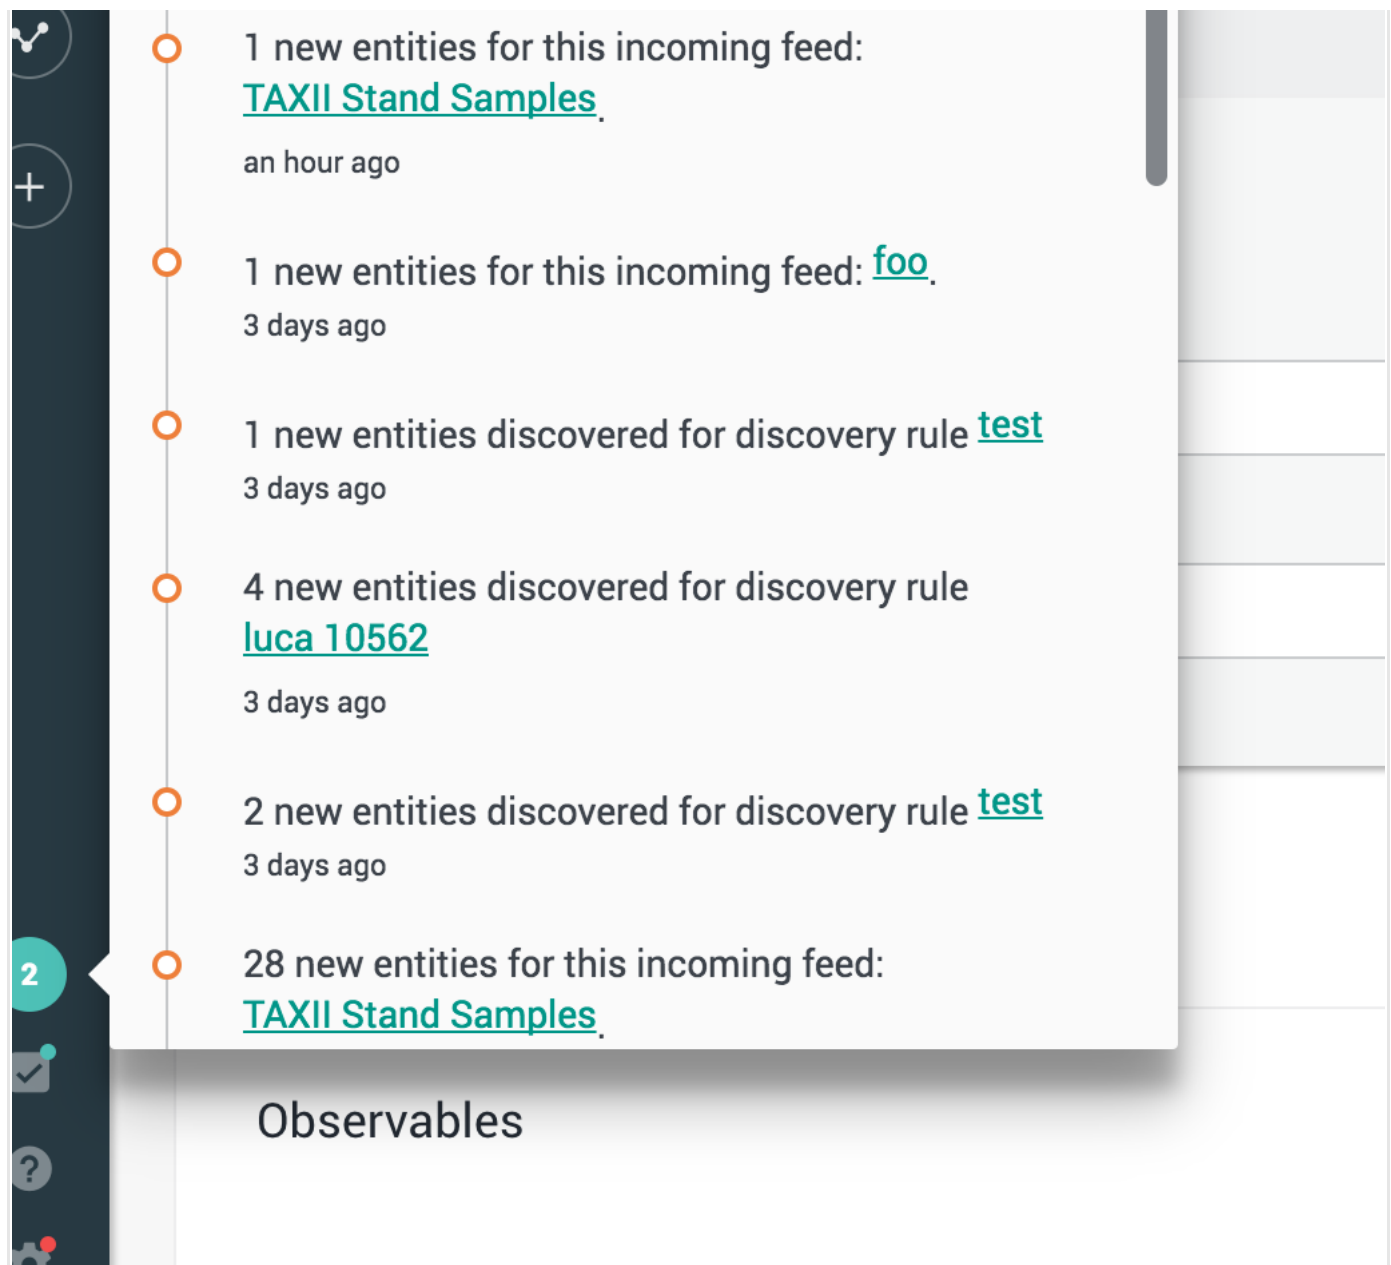 1 new entities for this incoming feed:
TAXII Stand Samples.
an hour ago
1 new entities for this incoming feed: foo.
3 days ago
1 new entities discovered for discovery rule test
3 days ago
4 new entities discovered for discovery rule
luca 10562
3 days ago
2 new entities discovered for discovery rule test
3 days ago
28 new entities for this incoming feed:
TAXII Stand Samples.
2
Observables